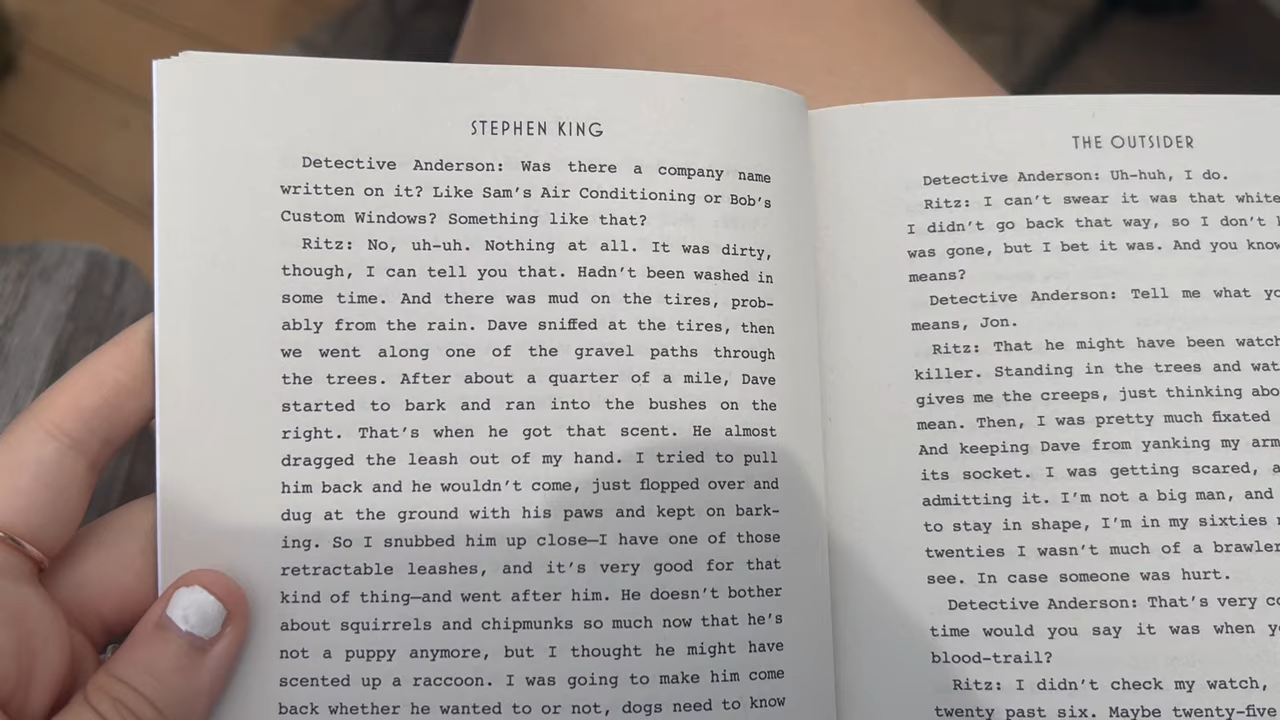 STEPHEN KING
Detective Anderson: Was there a company name
written on it? Like Sam's Air Conditioning or Bob's
Custom Windows? Something like that?
Ritz: No, uh-uh. Nothing at all. It was dirty,
though, I can tell you that. Hadn't been washed in
some time. And there was mud on the tires, prob-
ably from the rain. Dave sniffed at the tires, then
we went along one of the gravel paths through
the trees. After about a quarter of a mile, Dave
started to bark and ran into the bushes on the
right. That's when he got that scent. He almost
dragged the leash out of my hand. I tried to pull
him back and he wouldn't come, just flopped over and
dug at the ground with his paws and kept on bark-
ing. So I snubbed him up close—I have one of those
retractable leashes, and it's very good for that
kind of thing—and went after him. He doesn't bother
about squirrels and chipmunks so much now that he's
not a puppy anymore, but I thought he might have
scented up a raccoon. I was going to make him come
back whether he wanted to or not, dogs need to know
THE OUTSIDER
Detective Anderson: Uh-huh, I do.
Ritz: I can't swear it was that white
I didn't go back that way, so I don't
was gone, but I bet it was. And you know
means?
Detective Anderson: Tell me what
means, Jon.
Ritz: That he might have been
killer. Standing in the trees and
gives me the creeps, just thinking
mean. Then, I was pretty much fixated
And keeping Dave from yanking my arm
its socket. I was getting scared,
admitting it. I'm not a big man, and
to stay in shape, I'm in my sixties
twenties I wasn't much of a brawler
see. In case someone was hurt.
Detective Anderson: That's very
time would you say it was when
blood-trail?
Ritz: I didn't check my watch,
twenty past six. Maybe twenty-five